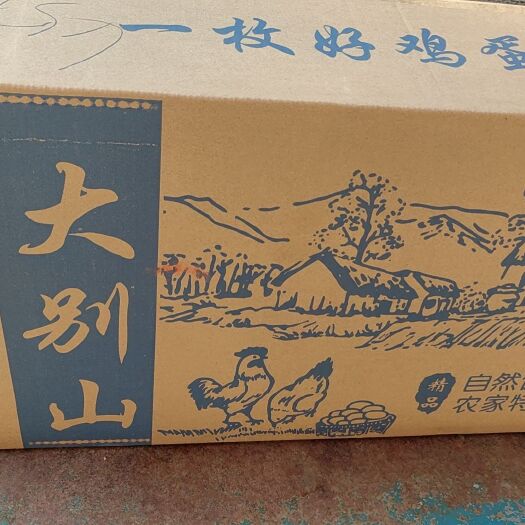 一枚好鸡蛋
大别山
精品
自然
农家特